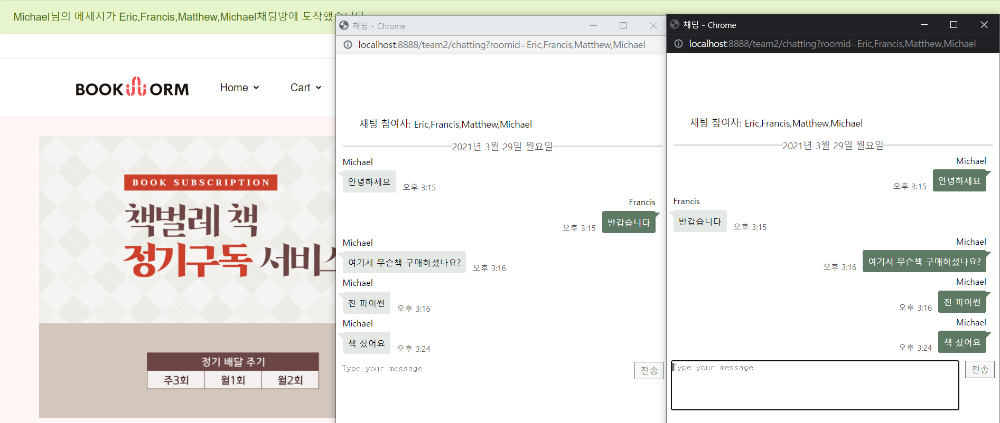 Michael님의 메세지가 Eric,Francis,Matthew,Michael채팅방에 도착했습니다
BOOK WORM
Home
Cart
BOOK SUBSCRIPTION
책벌레 책
정기구독 서비스
정기 배달 주기
주3회 월1회 월2회
채팅 - Chrome
localhost:8888/team2/chatting?roomid=Eric,Francis,Matthew,Michael
채팅 참여자: Eric,Francis,Matthew,Michael
2021년 3월 29일 월요일
Michael
안녕하세요 오후 3:15
Francis
오후 3:15 반갑습니다
Michael
여기서 무슨책 구매하셨나요? 오후 3:16
Michael
전 파이썬 오후 3:16
Michael
책 샀어요 오후 3:24
Type your message 전송
채팅 - Chrome
localhost:8888/team2/chatting?roomid=Eric,Francis,Matthew,Michael
채팅 참여자: Eric,Francis,Matthew,Michael
2021년 3월 29일 월요일
Michael
오후 3:15 안녕하세요
Francis
반갑습니다 오후 3:15
Michael
오후 3:16 여기서 무슨책 구매하셨나요?
Michael
오후 3:16 전 파이썬
Michael
오후 3:24 책 샀어요
Type your message 전송